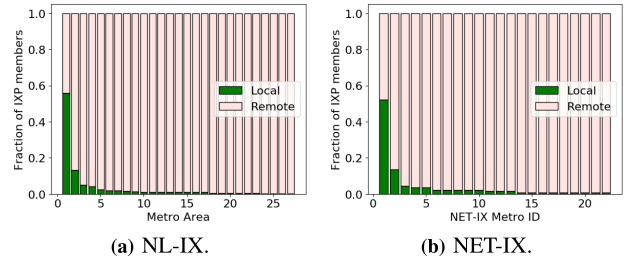 Fraction of IXP members
1.0
0.8
0.6
0.4
0.2
0.0
Local
Remote
0 5 10 15 20 25
Metro Area
(a) NL-IX.
Fraction of IXP members
1.0
0.8
0.6
0.4
0.2
0.0
Local
Remote
0 5 10 15 20
NET-IX Metro ID
(b) NET-IX.